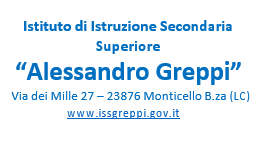 Istituto di Istruzione Secondaria
Superiore
“Alessandro Greppi”
Via dei Mille 27 – 23876 Monticello B.za (LC)
www.issgreppi.gov.it